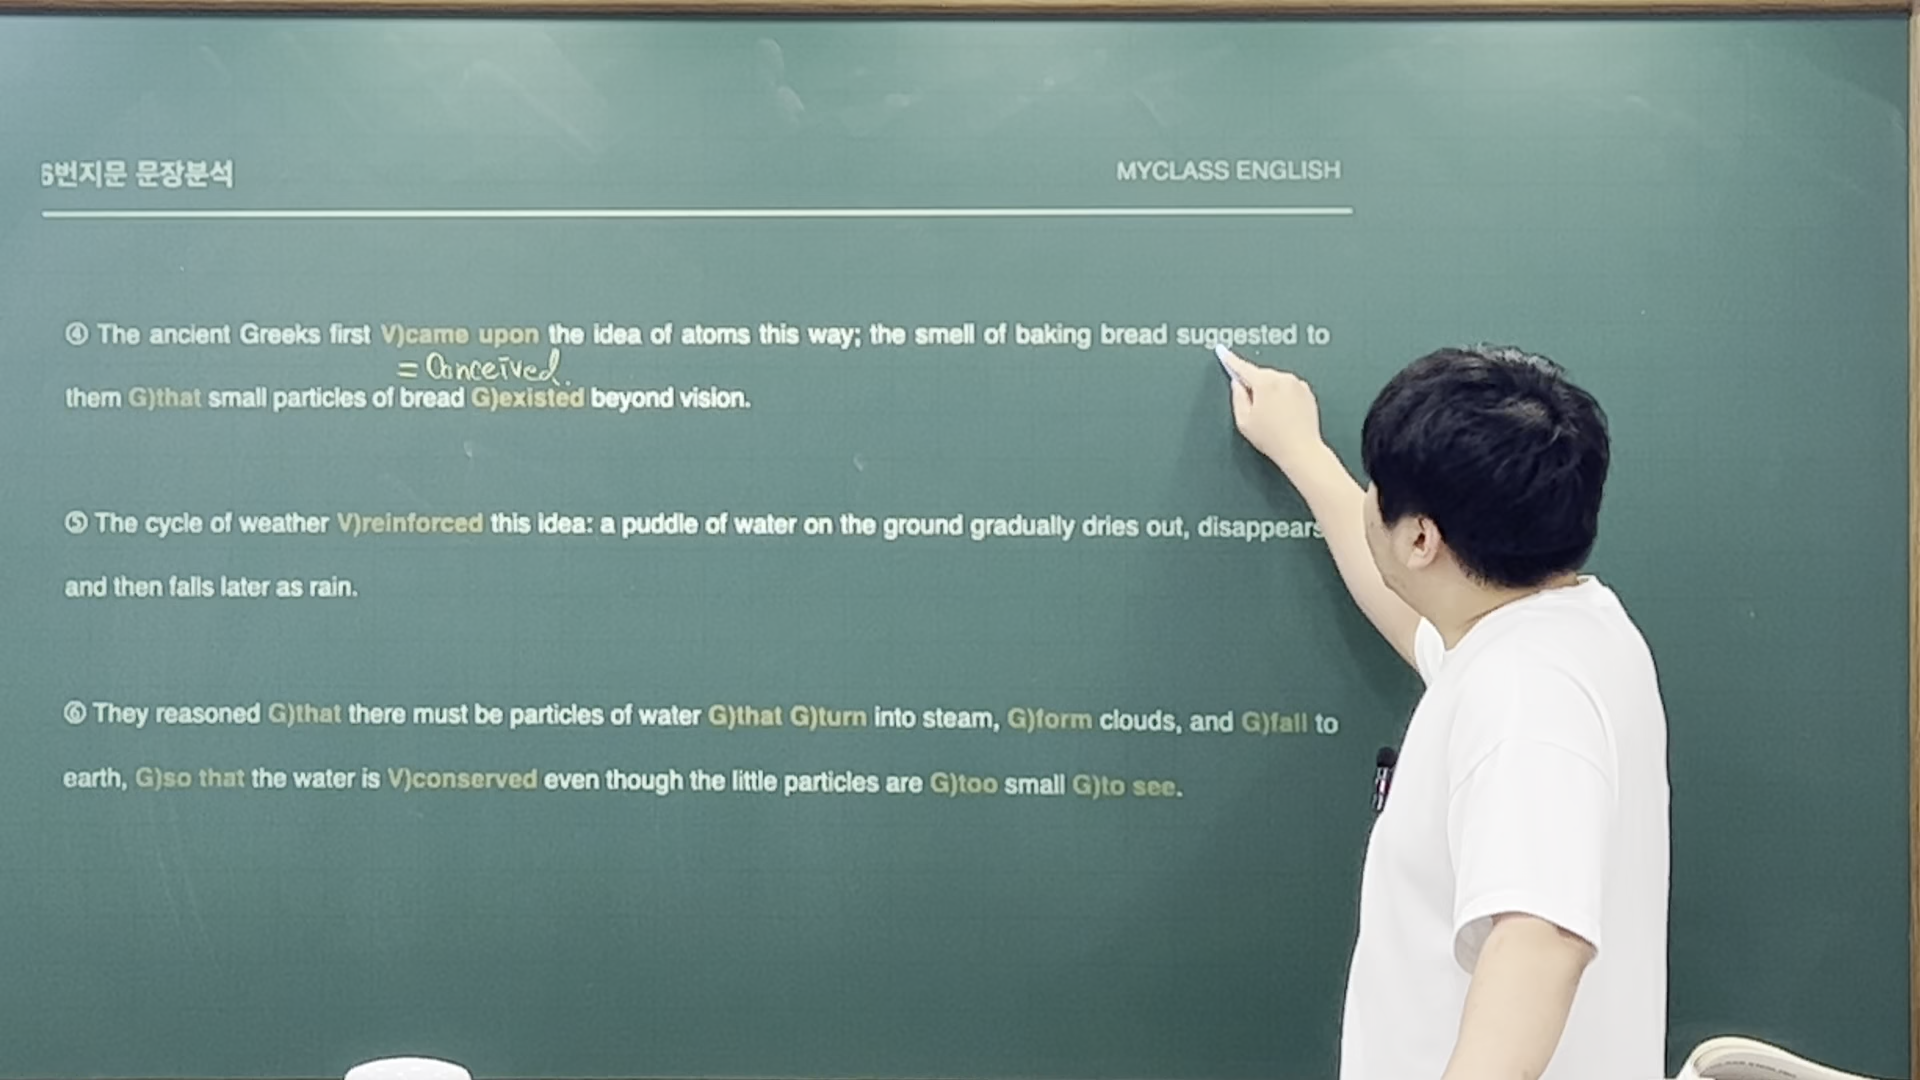 6번지문 문장분석
MYCLASS ENGLISH
④ The ancient Greeks first V)came upon the idea of atoms this way; the smell of baking bread suggested to
= Conceived.
them G)that small particles of bread G)existed beyond vision.
⑤ The cycle of weather V)reinforced this idea: a puddle of water on the ground gradually dries out, disappears
and then falls later as rain.
⑥ They reasoned G)that there must be particles of water G)that G)turn into steam, G)form clouds, and G)fall to
earth, G)so that the water is V)conserved even though the little particles are G)too small G)to see.